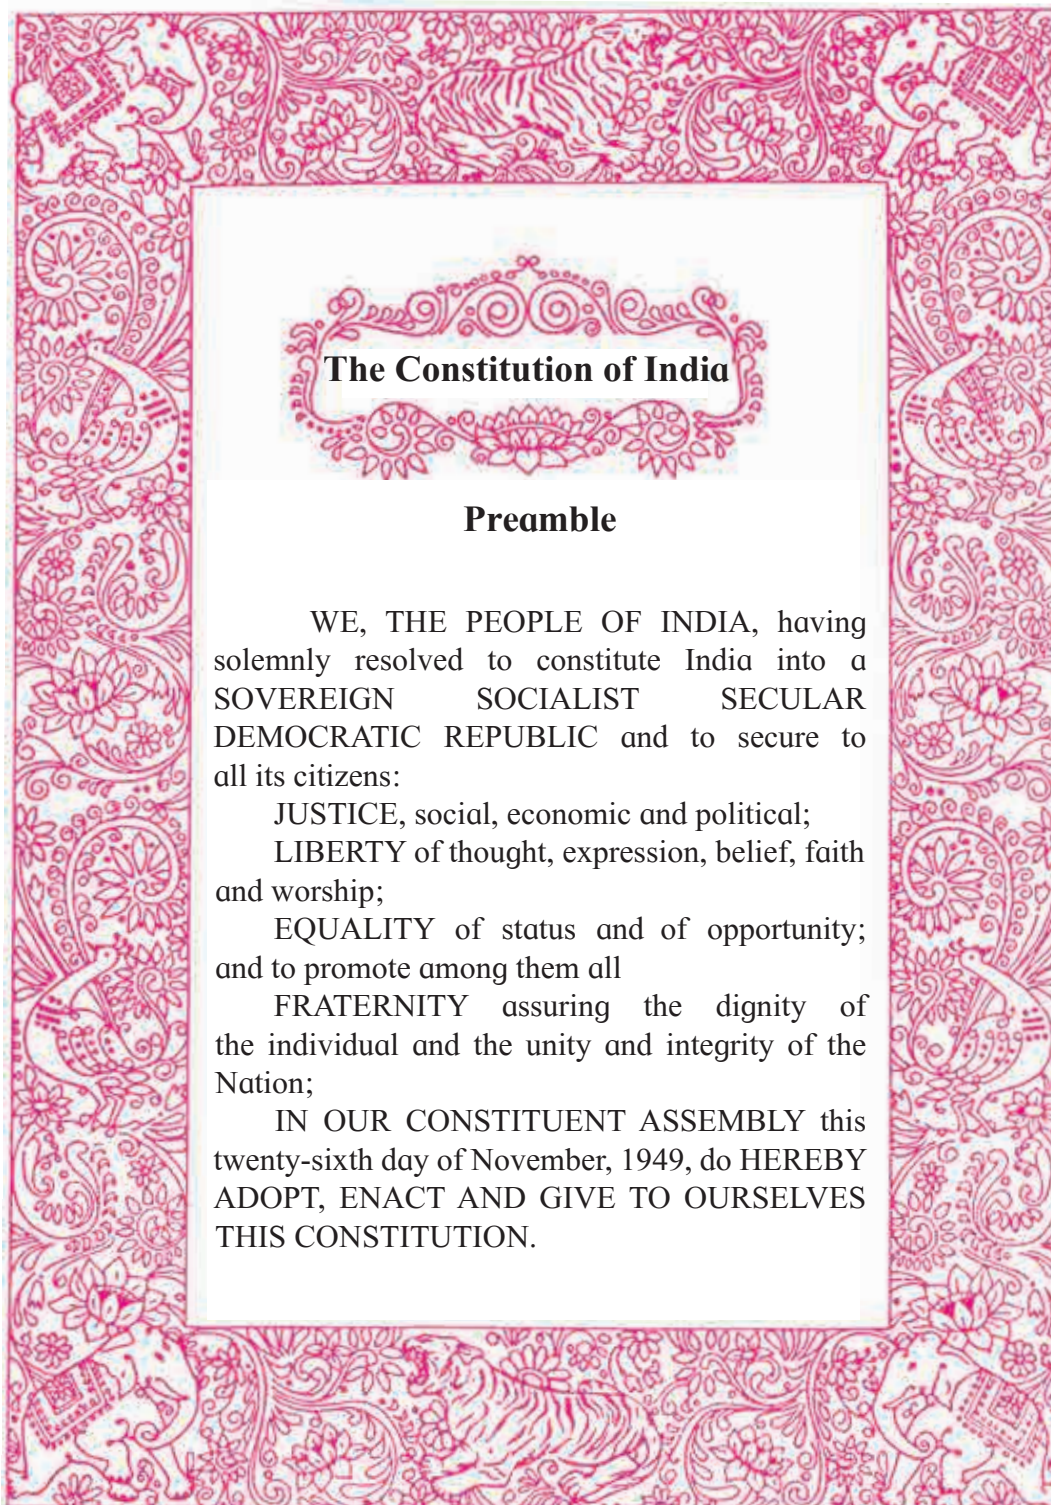 The Constitution of India
Preamble
WE, THE PEOPLE OF INDIA, having
solemnly resolved to constitute India into a
SOVEREIGN SOCIALIST SECULAR
DEMOCRATIC REPUBLIC and to secure to
all its citizens:
JUSTICE, social, economic and political;
LIBERTY of thought, expression, belief, faith
and worship;
EQUALITY of status and of opportunity;
and to promote among them all
FRATERNITY assuring the dignity of
the individual and the unity and integrity of the
Nation;
IN OUR CONSTITUENT ASSEMBLY this
twenty-sixth day of November, 1949, do HEREBY
ADOPT, ENACT AND GIVE TO OURSELVES
THIS CONSTITUTION.